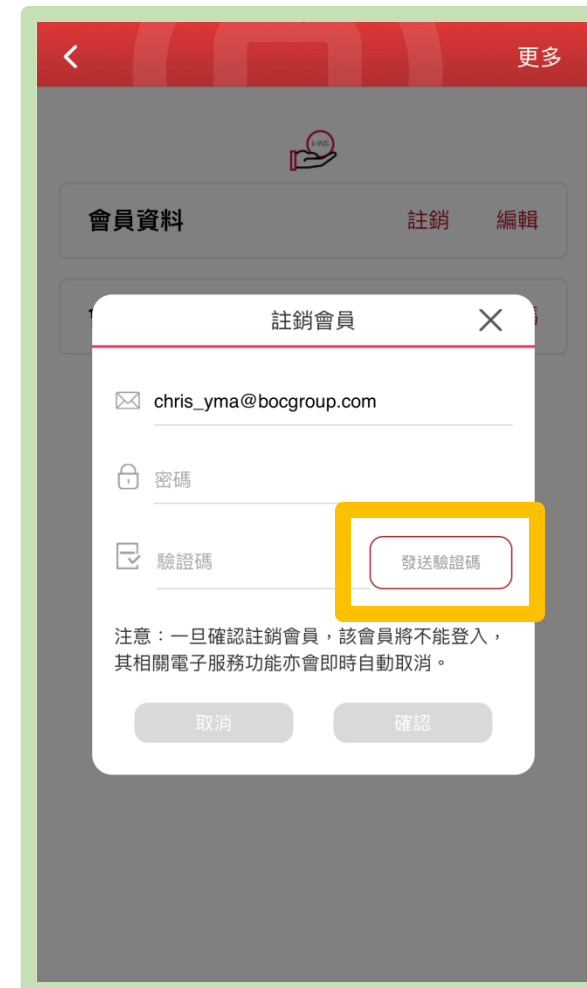 更多
i-INS
會員資料 註銷 編輯
註銷會員
chris_yma@bocgroup.com
密碼
驗證碼 發送驗證碼
注意：一旦確認註銷會員，該會員將不能登入，
其相關電子服務功能亦會即時自動取消。
取消 確認